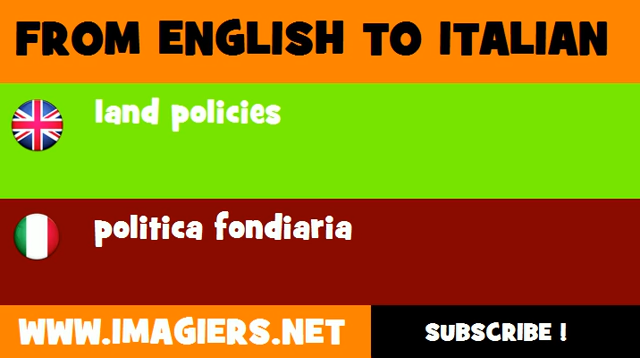 FROM ENGLISH TO ITALIAN
land policies
politica fondiaria
WWW.IMAGIERS.NET
SUBSCRIBE !